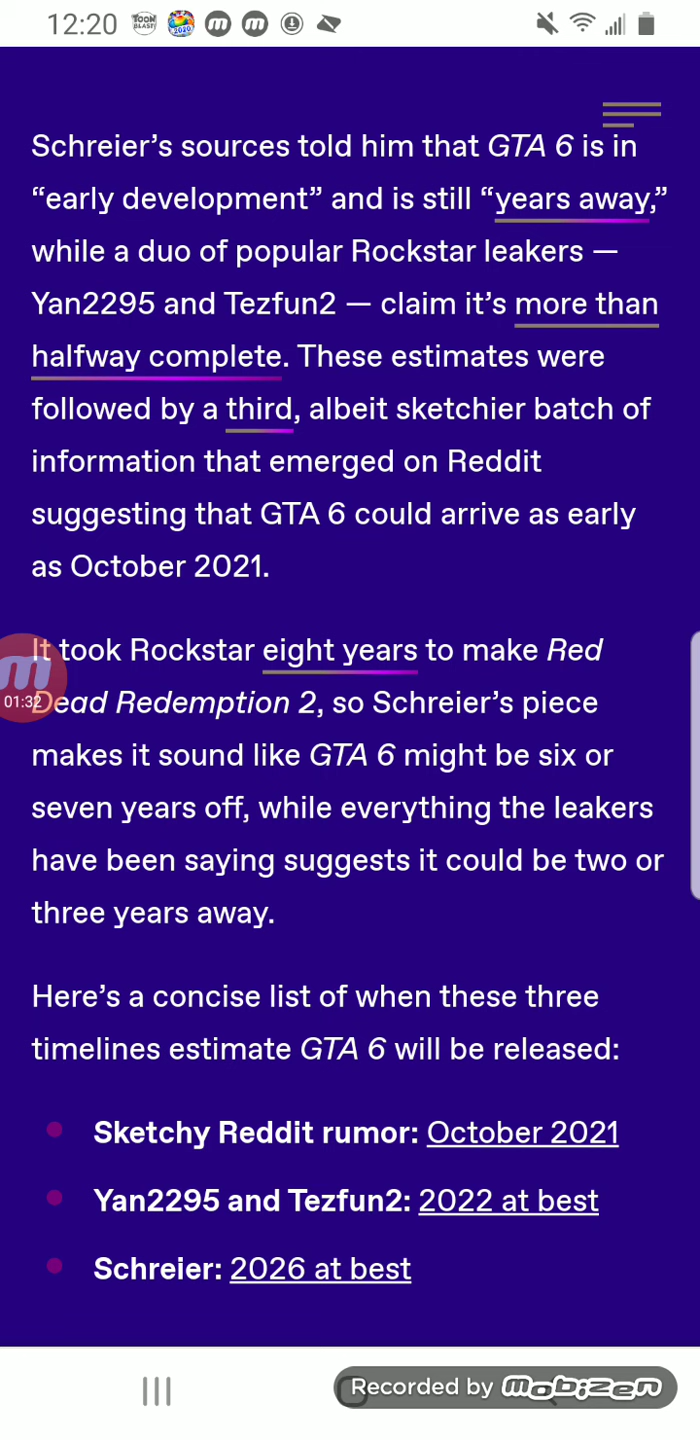 12:20
TOON BLAST!
2020
Schreier's sources told him that GTA 6 is in
“early development” and is still “years away,”
while a duo of popular Rockstar leakers —
Yan2295 and Tezfun2 — claim it's more than
halfway complete. These estimates were
followed by a third, albeit sketchier batch of
information that emerged on Reddit
suggesting that GTA 6 could arrive as early
as October 2021.
It took Rockstar eight years to make Red
01:32
Dead Redemption 2, so Schreier's piece
makes it sound like GTA 6 might be six or
seven years off, while everything the leakers
have been saying suggests it could be two or
three years away.
Here's a concise list of when these three
timelines estimate GTA 6 will be released:
Sketchy Reddit rumor: October 2021
Yan2295 and Tezfun2: 2022 at best
Schreier: 2026 at best
Recorded by mobizen